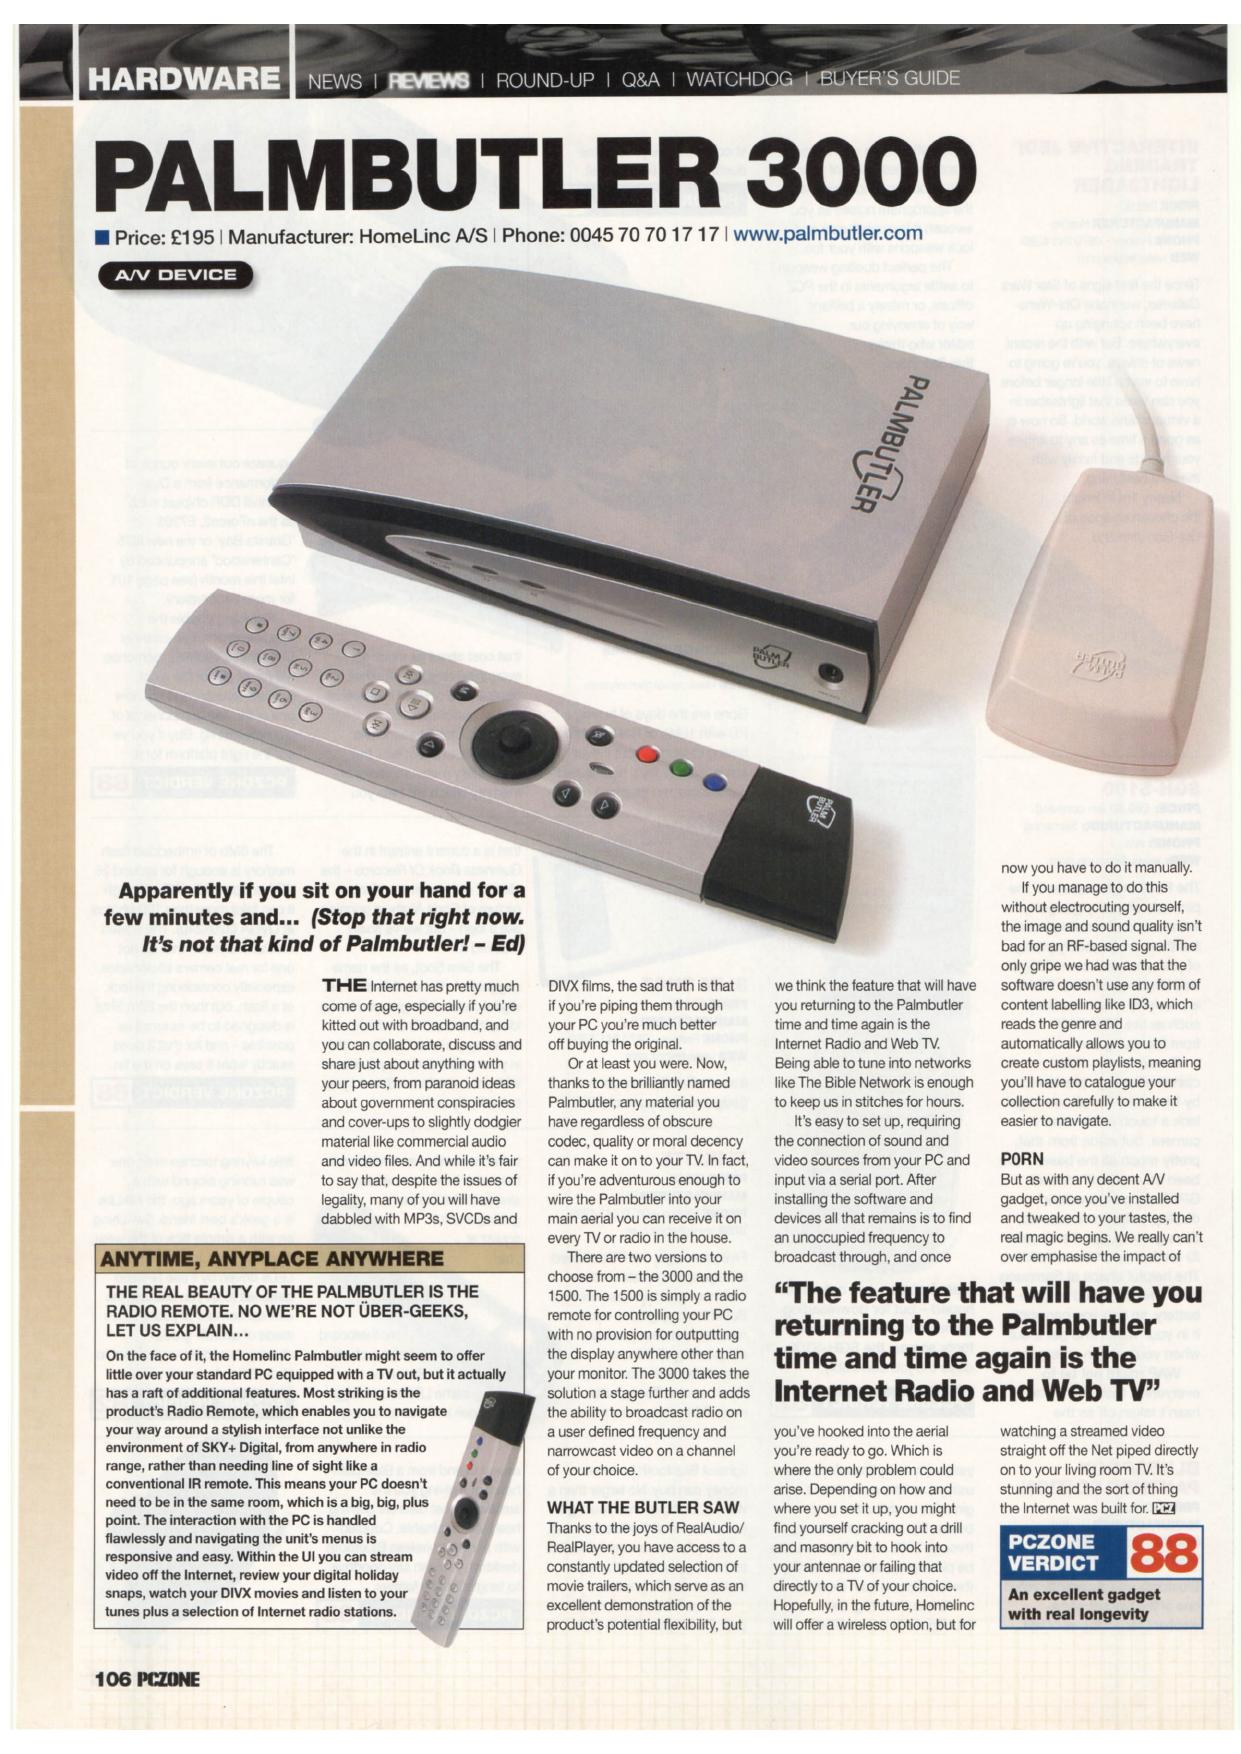 HARDWARE NEWS | REVIEWS | ROUND-UP | Q&A | WATCHDOG | BUYER'S GUIDE
PALMBUTLER 3000
Price: £195 | Manufacturer: HomeLinc A/S | Phone: 0045 70 70 17 17 | www.palmbutler.com
A/V DEVICE
PALMBUTLER
PALM
BUTLER
PALM
BUTLER
PALM
BUTLER
Apparently if you sit on your hand for a
few minutes and... (Stop that right now.
It's not that kind of Palmbutler! – Ed)
THE Internet has pretty much
come of age, especially if you're
kitted out with broadband, and
you can collaborate, discuss and
share just about anything with
your peers, from paranoid ideas
about government conspiracies
and cover-ups to slightly dodgier
material like commercial audio
and video files. And while it's fair
to say that, despite the issues of
legality, many of you will have
dabbled with MP3s, SVCDs and
DIVX films, the sad truth is that
if you're piping them through
your PC you're much better
off buying the original.
Or at least you were. Now,
thanks to the brilliantly named
Palmbutler, any material you
have regardless of obscure
codec, quality or moral decency
can make it on to your TV. In fact,
if you're adventurous enough to
wire the Palmbutler into your
main aerial you can receive it on
every TV or radio in the house.
There are two versions to
choose from – the 3000 and the
1500. The 1500 is simply a radio
remote for controlling your PC
with no provision for outputting
the display anywhere other than
your monitor. The 3000 takes the
solution a stage further and adds
the ability to broadcast radio on
a user defined frequency and
narrowcast video on a channel
of your choice.
WHAT THE BUTLER SAW
Thanks to the joys of RealAudio/
RealPlayer, you have access to a
constantly updated selection of
movie trailers, which serve as an
excellent demonstration of the
product's potential flexibility, but
we think the feature that will have
you returning to the Palmbutler
time and time again is the
Internet Radio and Web TV.
Being able to tune into networks
like The Bible Network is enough
to keep us in stitches for hours.
It's easy to set up, requiring
the connection of sound and
video sources from your PC and
input via a serial port. After
installing the software and
devices all that remains is to find
an unoccupied frequency to
broadcast through, and once
you've hooked into the aerial
you're ready to go. Which is
where the only problem could
arise. Depending on how and
where you set it up, you might
find yourself cracking out a drill
and masonry bit to hook into
your antennae or failing that
directly to a TV of your choice.
Hopefully, in the future, Homelinc
will offer a wireless option, but for
now you have to do it manually.
If you manage to do this
without electrocuting yourself,
the image and sound quality isn't
bad for an RF-based signal. The
only gripe we had was that the
software doesn't use any form of
content labelling like ID3, which
reads the genre and
automatically allows you to
create custom playlists, meaning
you'll have to catalogue your
collection carefully to make it
easier to navigate.
PORN
But as with any decent A/V
gadget, once you've installed
and tweaked to your tastes, the
real magic begins. We really can't
over emphasise the impact of
watching a streamed video
straight off the Net piped directly
on to your living room TV. It's
stunning and the sort of thing
the Internet was built for. PCZ
"The feature that will have you
returning to the Palmbutler
time and time again is the
Internet Radio and Web TV"
PCZONE
VERDICT 88
An excellent gadget
with real longevity
ANYTIME, ANYPLACE ANYWHERE
THE REAL BEAUTY OF THE PALMBUTLER IS THE
RADIO REMOTE. NO WE'RE NOT ÜBER-GEEKS,
LET US EXPLAIN...
On the face of it, the Homelinc Palmbutler might seem to offer
little over your standard PC equipped with a TV out, but it actually
has a raft of additional features. Most striking is the
product's Radio Remote, which enables you to navigate
your way around a stylish interface not unlike the
environment of SKY+ Digital, from anywhere in radio
range, rather than needing line of sight like a
conventional IR remote. This means your PC doesn't
need to be in the same room, which is a big, big, plus
point. The interaction with the PC is handled
flawlessly and navigating the unit's menus is
responsive and easy. Within the UI you can stream
video off the Internet, review your digital holiday
snaps, watch your DIVX movies and listen to your
tunes plus a selection of Internet radio stations.
106 PCZONE